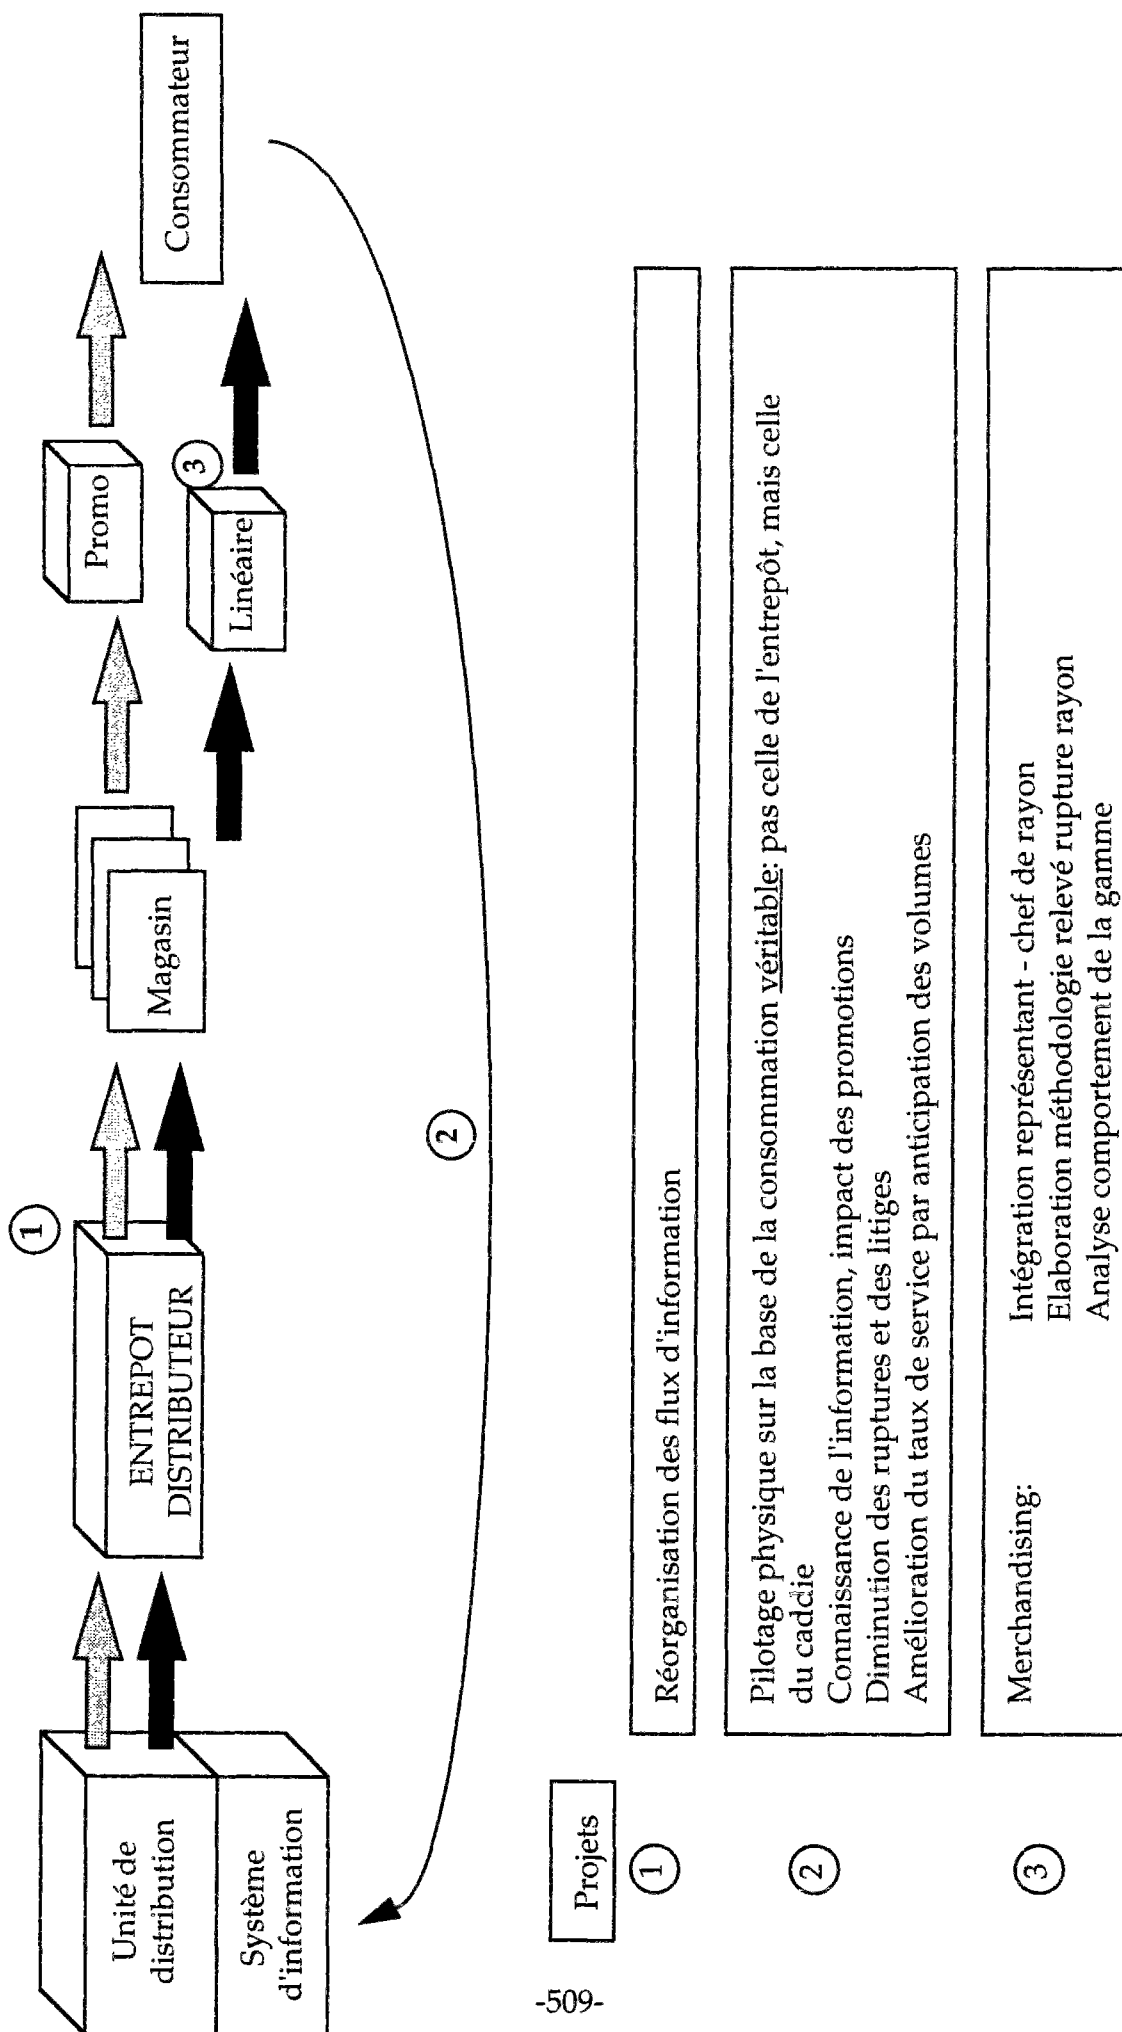 Unité de
distribution
Système
d'information
1
ENTREPOT
DISTRIBUTEUR
Magasin
Promo
3
Linéaire
Consommateur
2
Projets
1
Réorganisation des flux d'information
2
Pilotage physique sur la base de la consommation véritable: pas celle de l'entrepôt, mais celle
du caddie
Connaissance de l'information, impact des promotions
Diminution des ruptures et des litiges
Amélioration du taux de service par anticipation des volumes
3
Merchandising:
Intégration représentant - chef de rayon
Elaboration méthodologie relevé rupture rayon
Analyse comportement de la gamme
-509-